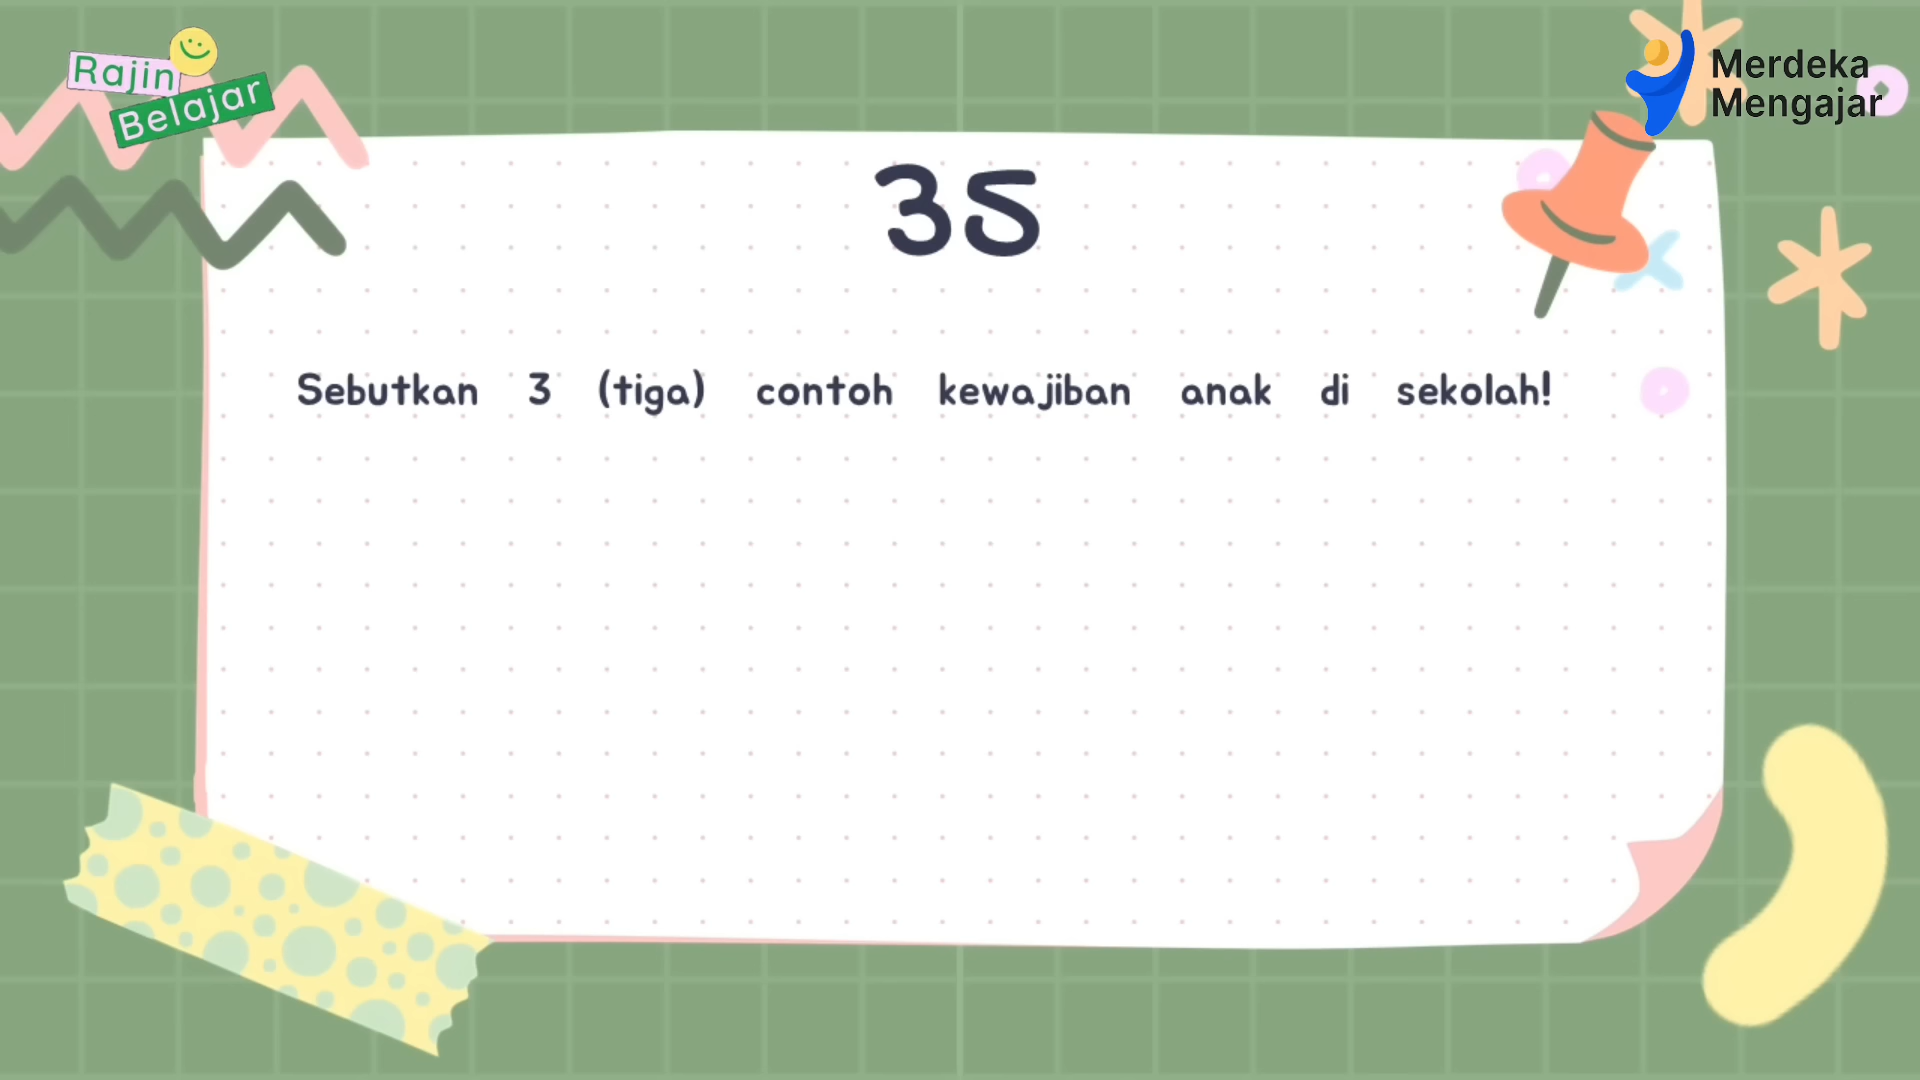 Rajin
Belajar
Merdeka
Mengajar
35
Sebutkan 3 (tiga) contoh kewajiban anak di sekolah!